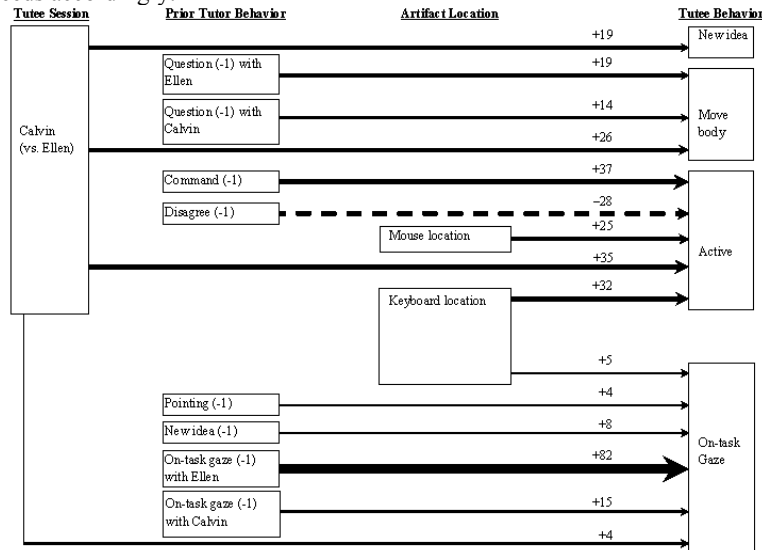 Tutee Session Prior Tutor Behavior Artifact Location Tutee Behavior
+19
New idea
Question (-1) with
Ellen
+19
Question (-1) with
Calvin
+14
Move
body
Calvin
(vs. Ellen)
+26
Command (-1)
+37
Disagree (-1)
–28
Mouse location
+25
Active
+35
Keyboard location
+32
+5
Pointing (-1)
+4
New idea (-1)
+8
On-task gaze (-1)
with Ellen
+82
On-task
Gaze
On-task gaze (-1)
with Calvin
+15
+4